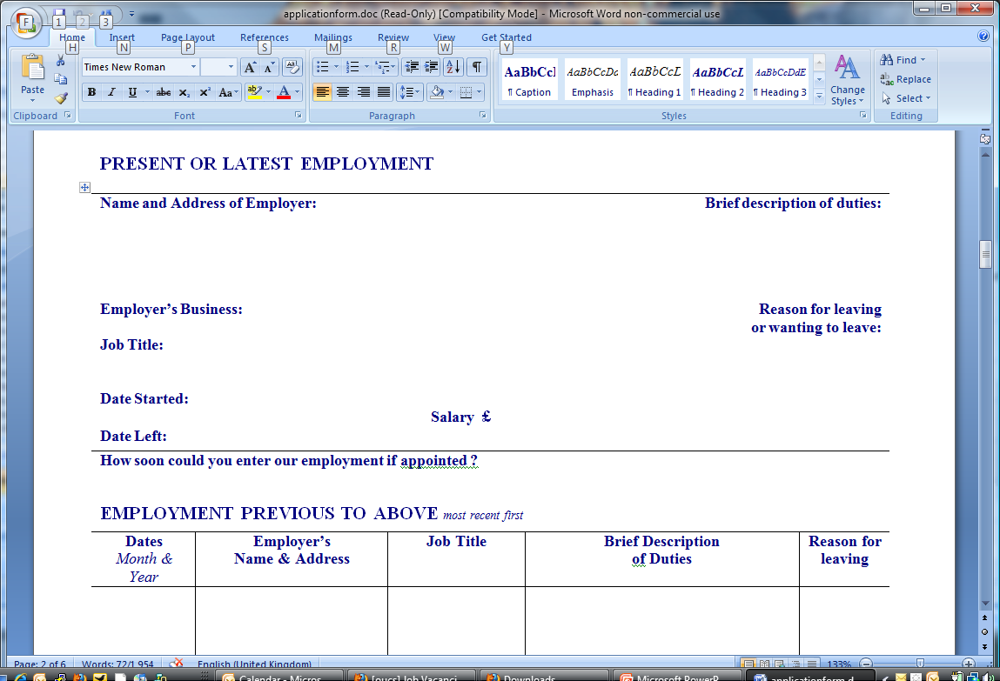 applicationform.doc (Read-Only) [Compatibility Mode] - Microsoft Word non-commercial use
F 1 2 3
Home Insert Page Layout References Mailings Review View Get Started
H N P S M R W Y
Paste
Clipboard
Times New Roman
B I U abc X₂ X² Aa ab A
Font
Paragraph
AaBbCcI AaBbCcDc AaBbCcL AaBbCcL AaBbCcDdE
¶ Caption Emphasis ¶ Heading 1 ¶ Heading 2 ¶ Heading 3
Change Styles
Styles
Find
Replace
Select
Editing
PRESENT OR LATEST EMPLOYMENT
Name and Address of Employer: Brief description of duties:
Employer's Business: Reason for leaving
or wanting to leave:
Job Title:
Date Started:
Salary £
Date Left:
How soon could you enter our employment if appointed ?
EMPLOYMENT PREVIOUS TO ABOVE most recent first
Dates Employer's Job Title Brief Description Reason for
Month & Name & Address of Duties leaving
Year
Page: 2 of 6 Words: 72/1,954 English (United Kingdom) 133%
Calendar - Micros... [oucs] Job Vacanci... Downloads Microsoft PowerP... applicationform.d...